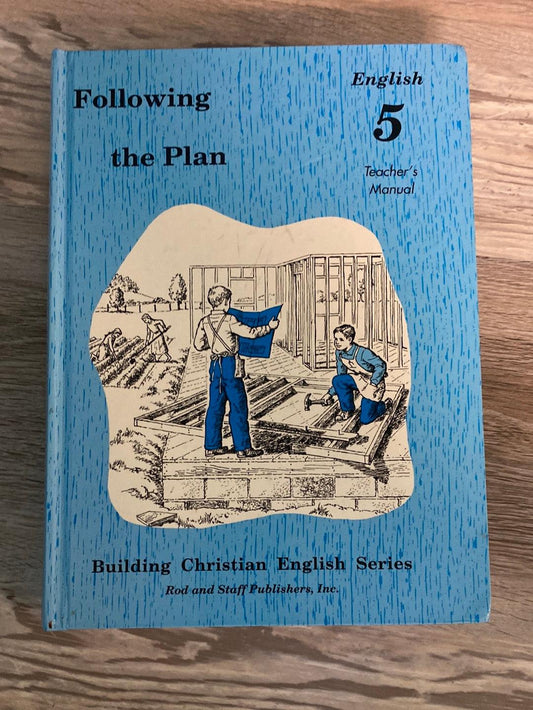 Following
the Plan
English
5
Teacher's
Manual
Building Christian English Series
Rod and Staff Publishers, Inc.